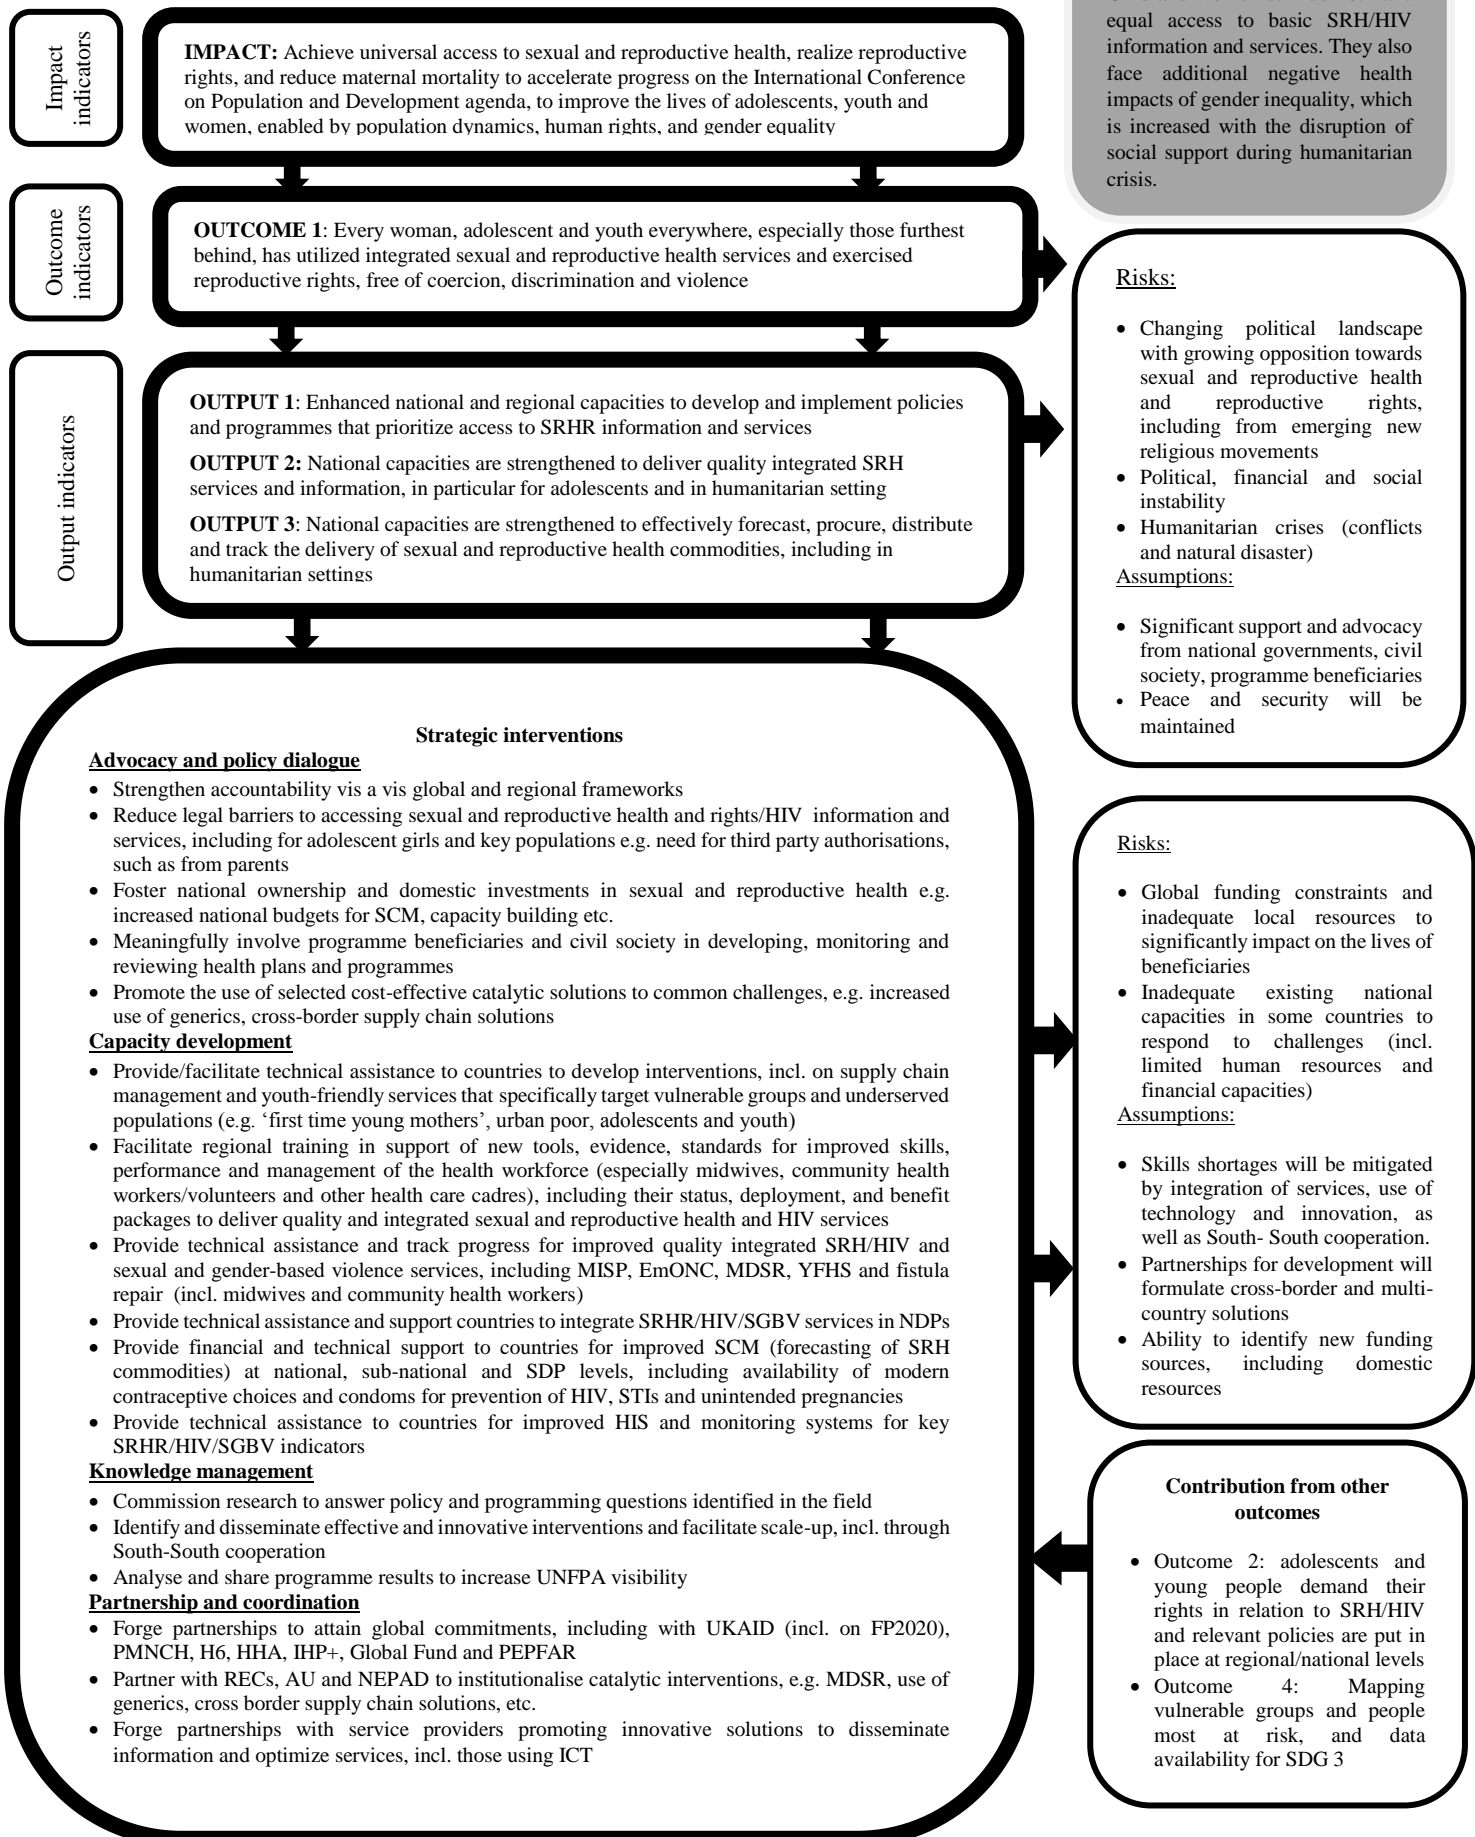 Impact
indicators
IMPACT: Achieve universal access to sexual and reproductive health, realize reproductive
rights, and reduce maternal mortality to accelerate progress on the International Conference
on Population and Development agenda, to improve the lives of adolescents, youth and
women, enabled by population dynamics, human rights, and gender equality
equal access to basic SRH/HIV
information and services. They also
face additional negative health
impacts of gender inequality, which
is increased with the disruption of
social support during humanitarian
crisis.
Outcome
indicators
OUTCOME 1: Every woman, adolescent and youth everywhere, especially those furthest
behind, has utilized integrated sexual and reproductive health services and exercised
reproductive rights, free of coercion, discrimination and violence
Output indicators
OUTPUT 1: Enhanced national and regional capacities to develop and implement policies
and programmes that prioritize access to SRHR information and services
OUTPUT 2: National capacities are strengthened to deliver quality integrated SRH
services and information, in particular for adolescents and in humanitarian setting
OUTPUT 3: National capacities are strengthened to effectively forecast, procure, distribute
and track the delivery of sexual and reproductive health commodities, including in
humanitarian settings
Risks:
• Changing political landscape
with growing opposition towards
sexual and reproductive health
and reproductive rights,
including from emerging new
religious movements
• Political, financial and social
instability
• Humanitarian crises (conflicts
and natural disaster)
Assumptions:
• Significant support and advocacy
from national governments, civil
society, programme beneficiaries
• Peace and security will be
maintained
Strategic interventions
Advocacy and policy dialogue
• Strengthen accountability vis a vis global and regional frameworks
• Reduce legal barriers to accessing sexual and reproductive health and rights/HIV information and
services, including for adolescent girls and key populations e.g. need for third party authorisations,
such as from parents
• Foster national ownership and domestic investments in sexual and reproductive health e.g.
increased national budgets for SCM, capacity building etc.
• Meaningfully involve programme beneficiaries and civil society in developing, monitoring and
reviewing health plans and programmes
• Promote the use of selected cost-effective catalytic solutions to common challenges, e.g. increased
use of generics, cross-border supply chain solutions
Capacity development
• Provide/facilitate technical assistance to countries to develop interventions, incl. on supply chain
management and youth-friendly services that specifically target vulnerable groups and underserved
populations (e.g. ‘first time young mothers’, urban poor, adolescents and youth)
• Facilitate regional training in support of new tools, evidence, standards for improved skills,
performance and management of the health workforce (especially midwives, community health
workers/volunteers and other health care cadres), including their status, deployment, and benefit
packages to deliver quality and integrated sexual and reproductive health and HIV services
• Provide technical assistance and track progress for improved quality integrated SRH/HIV and
sexual and gender-based violence services, including MISP, EmONC, MDSR, YFHS and fistula
repair (incl. midwives and community health workers)
• Provide technical assistance and support countries to integrate SRHR/HIV/SGBV services in NDPs
• Provide financial and technical support to countries for improved SCM (forecasting of SRH
commodities) at national, sub-national and SDP levels, including availability of modern
contraceptive choices and condoms for prevention of HIV, STIs and unintended pregnancies
• Provide technical assistance to countries for improved HIS and monitoring systems for key
SRHR/HIV/SGBV indicators
Knowledge management
• Commission research to answer policy and programming questions identified in the field
• Identify and disseminate effective and innovative interventions and facilitate scale-up, incl. through
South-South cooperation
• Analyse and share programme results to increase UNFPA visibility
Partnership and coordination
• Forge partnerships to attain global commitments, including with UKAID (incl. on FP2020),
PMNCH, H6, HHA, IHP+, Global Fund and PEPFAR
• Partner with RECs, AU and NEPAD to institutionalise catalytic interventions, e.g. MDSR, use of
generics, cross border supply chain solutions, etc.
• Forge partnerships with service providers promoting innovative solutions to disseminate
information and optimize services, incl. those using ICT
Risks:
• Global funding constraints and
inadequate local resources to
significantly impact on the lives of
beneficiaries
• Inadequate existing national
capacities in some countries to
respond to challenges (incl.
limited human resources and
financial capacities)
Assumptions:
• Skills shortages will be mitigated
by integration of services, use of
technology and innovation, as
well as South- South cooperation.
• Partnerships for development will
formulate cross-border and multi-
country solutions
• Ability to identify new funding
sources, including domestic
resources
Contribution from other
outcomes
• Outcome 2: adolescents and
young people demand their
rights in relation to SRH/HIV
and relevant policies are put in
place at regional/national levels
• Outcome 4: Mapping
vulnerable groups and people
most at risk, and data
availability for SDG 3